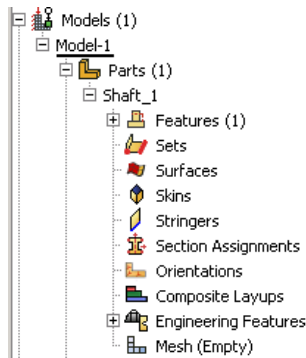 Models (1)
Model-1
Parts (1)
Shaft_1
Features (1)
Sets
Surfaces
Skins
Stringers
Section Assignments
Orientations
Composite Layups
Engineering Features
Mesh (Empty)